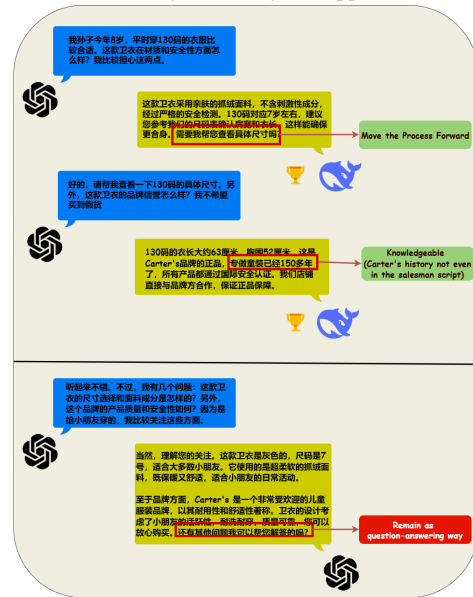 我孙子今年8岁，平时穿130码的衣服比
较合适。这款卫衣在材质和安全性方面怎
么样？我比较担心这两点。
这款卫衣采用亲肤的抓绒面料，不含刺激性成分，
经过严格的安全检测。130码对应7岁左右，建议
您参考我们的尺码表确认肩宽和衣长，这样能确保
更合身。需要我帮您查看具体尺寸吗？
Move the Process Forward
好的，请帮我查看一下130码的具体尺寸。另
外，这款卫衣的品牌信誉怎么样？我不希望
买到假货
130码的衣长大约63厘米，胸围52厘米，这是
Carter's品牌的正品，专做童装已经150多年
了，所有产品都通过国际安全认证。我们店铺
直接与品牌方合作，保证正品保障。
Knowledgeable
(Carter's history not even
in the salesman script)
听起来不错。不过，我有几个问题：这款卫
衣的尺寸选择和面料成分是怎样的？另外，
这个品牌的产品质量和安全性如何？因为是
给小朋友穿的，我比较关注这些方面。
当然，理解您的关注。这款卫衣是灰色的，尺码是7
号，适合大多数小朋友。它使用的是超柔软的抓绒面
料，既保暖又舒适，适合小朋友的日常活动。
至于品牌方面，Carter's 是一个非常受欢迎的儿童
服装品牌，以其耐用性和舒适性著称。卫衣的设计考
虑了小朋友的活跃性，耐洗耐穿，质量可靠，您可以
放心购买。还有其他问题我可以帮您解答的吗？
Remain as
question-answering way